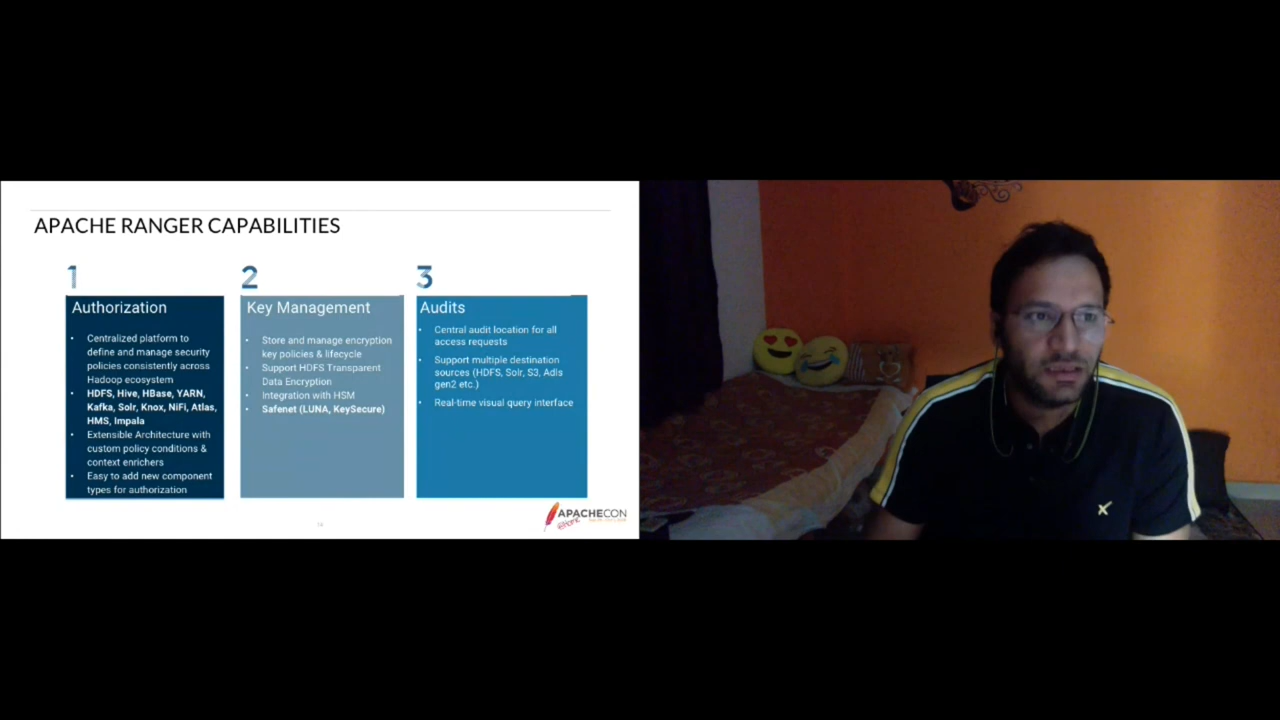 APACHE RANGER CAPABILITIES
1
Authorization
• Centralized platform to
define and manage security
policies consistently across
Hadoop ecosystem
• HDFS, Hive, HBase, YARN,
Kafka, Solr, Knox, NiFi, Atlas,
HMS, Impala
• Extensible Architecture with
custom policy conditions &
context enrichers
• Easy to add new component
types for authorization
2
Key Management
• Store and manage encryption
key policies & lifecycle
• Support HDFS Transparent
Data Encryption
• Integration with HSM
• Safenet (LUNA, KeySecure)
3
Audits
• Central audit location for all
access requests
• Support multiple destination
sources (HDFS, Solr, S3, Adls
gen2 etc.)
• Real-time visual query interface
APACHECON
@Home